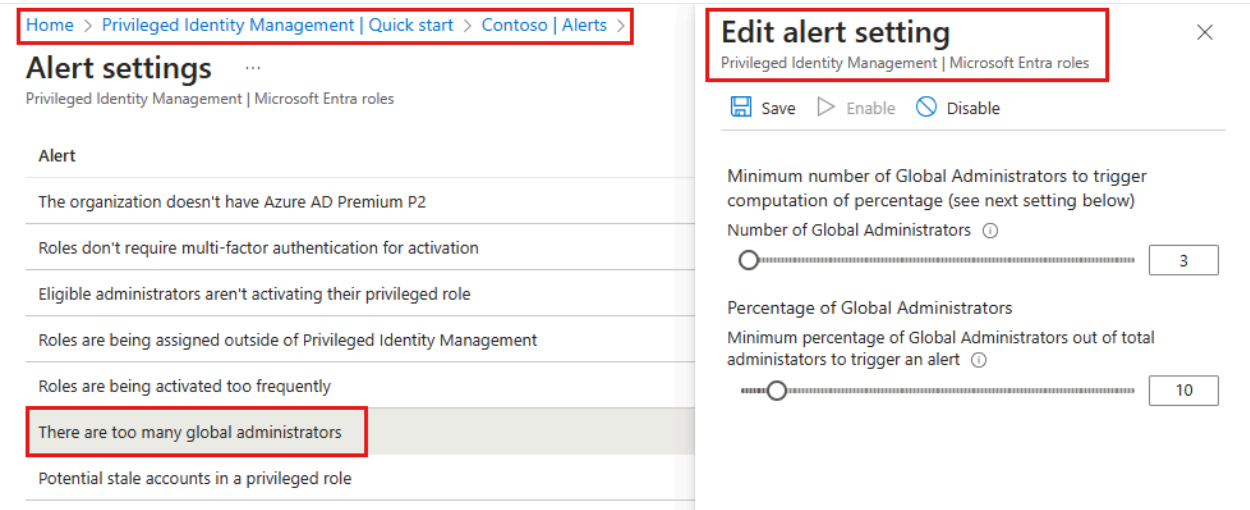 Home > Privileged Identity Management | Quick start > Contoso | Alerts >
Alert settings ...
Privileged Identity Management | Microsoft Entra roles
Alert
The organization doesn't have Azure AD Premium P2
Roles don't require multi-factor authentication for activation
Eligible administrators aren't activating their privileged role
Roles are being assigned outside of Privileged Identity Management
Roles are being activated too frequently
There are too many global administrators
Potential stale accounts in a privileged role
Edit alert setting
Privileged Identity Management | Microsoft Entra roles
Save Enable Disable
Minimum number of Global Administrators to trigger
computation of percentage (see next setting below)
Number of Global Administrators
3
Percentage of Global Administrators
Minimum percentage of Global Administrators out of total
administators to trigger an alert
10